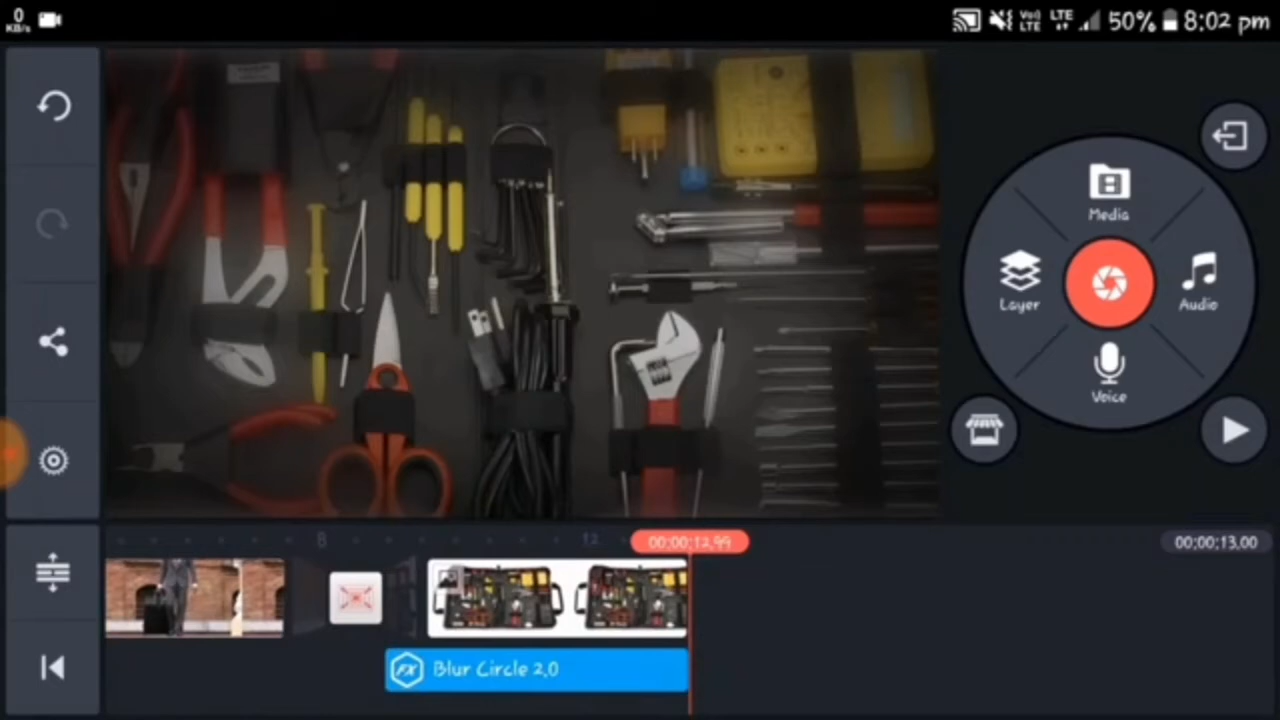 0
KB/s
Vo))
LTE
LTE
50%
8:02 pm
Media
Layer
Audio
Voice
8
12
00:00:12.99
00:00:13.00
FX
Blur Circle 2.0